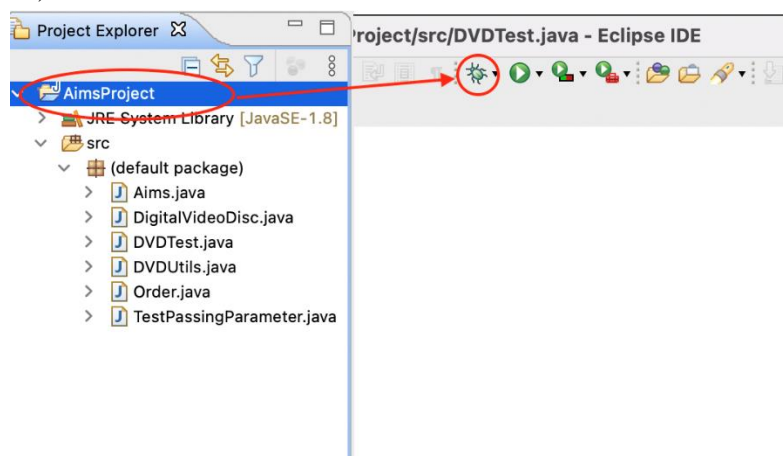 Project Explorer
Project/src/DVDTest.java - Eclipse IDE
AimsProject
JRE System Library [JavaSE-1.8]
src
(default package)
Aims.java
DigitalVideoDisc.java
DVDTest.java
DVDUtils.java
Order.java
TestPassingParameter.java